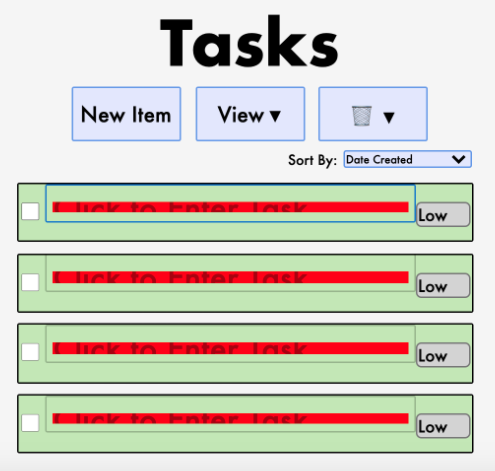 Tasks
New Item View ▾ ▾
Sort By: Date Created
Click to Enter Task Low
Click to Enter Task Low
Click to Enter Task Low
Click to Enter Task Low